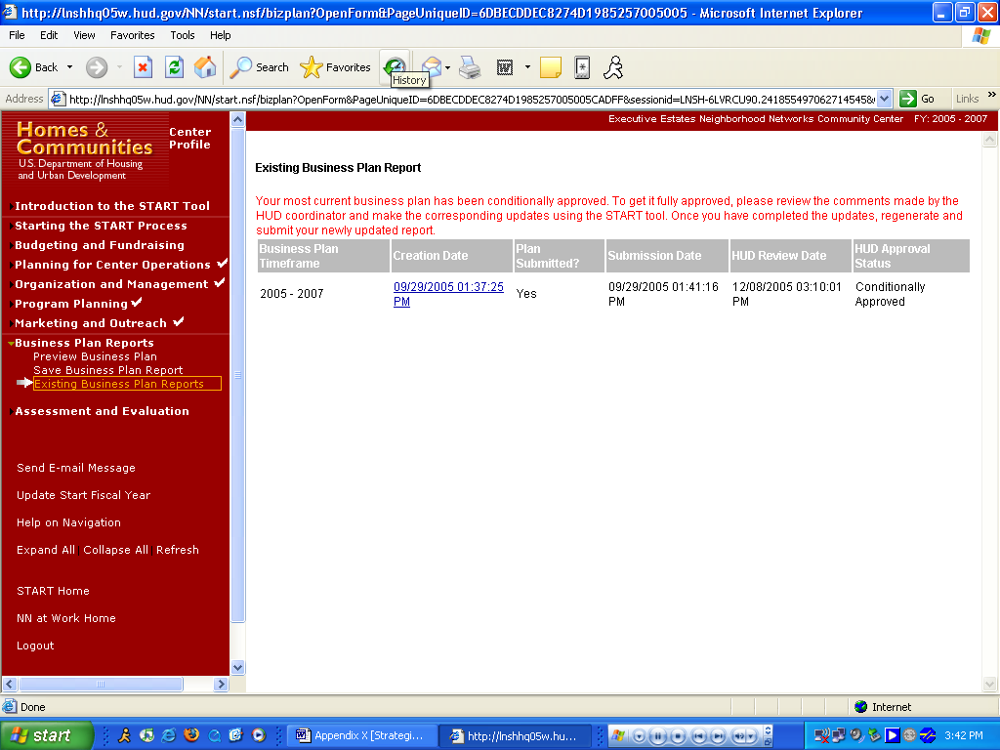 http://lnshhq05w.hud.gov/NN/start.nsf/bizplan?OpenForm&PageUniqueID=6DBECDDEC8274D1985257005005 - Microsoft Internet Explorer
File Edit View Favorites Tools Help
Back Search Favorites
History
Address http://lnshhq05w.hud.gov/NN/start.nsf/bizplan?OpenForm&PageUniqueID=6DBECDDEC8274D1985257005005CADFF&sessionid=LNSH-6LVRCU90.241855497062714545& Go Links »
Executive Estates Neighborhood Networks Community Center FY: 2005 - 2007
Homes &
Communities
U.S. Department of Housing
and Urban Development
Center
Profile
Introduction to the START Tool
Starting the START Process
Budgeting and Fundraising
Planning for Center Operations
Organization and Management
Program Planning
Marketing and Outreach
Business Plan Reports
Preview Business Plan
Save Business Plan Report
Existing Business Plan Reports
Assessment and Evaluation
Send E-mail Message
Update Start Fiscal Year
Help on Navigation
Expand All | Collapse All | Refresh
START Home
NN at Work Home
Logout
Existing Business Plan Report
Your most current business plan has been conditionally approved. To get it fully approved, please review the comments made by the
HUD coordinator and make the corresponding updates using the START tool. Once you have completed the updates, regenerate and
submit your newly updated report.
Business Plan Timeframe Creation Date Plan Submitted? Submission Date HUD Review Date HUD Approval Status
2005 - 2007 09/29/2005 01:37:25 PM Yes 09/29/2005 01:41:16 PM 12/08/2005 03:10:01 PM Conditionally Approved
Done Internet
start Appendix X [Strategi... http://lnshhq05w.hu... 3:42 PM